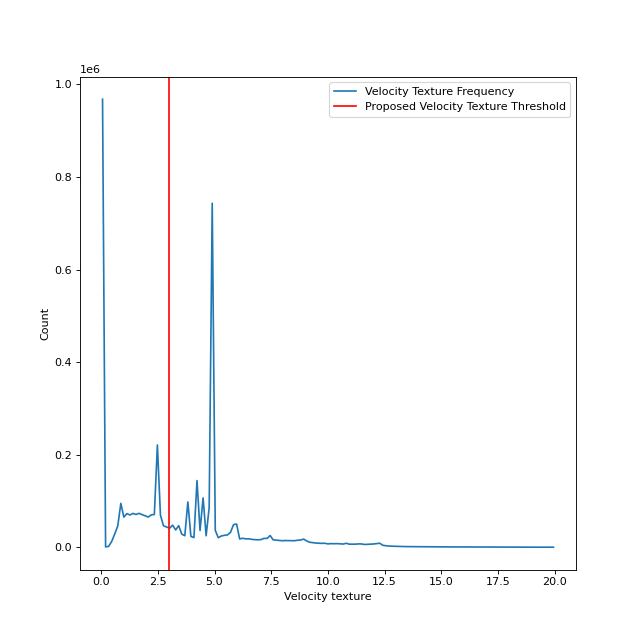 1e6
Velocity Texture Frequency
Proposed Velocity Texture Threshold
1.0
0.8
0.6
0.4
0.2
0.0
Count
0.0 2.5 5.0 7.5 10.0 12.5 15.0 17.5 20.0
Velocity texture